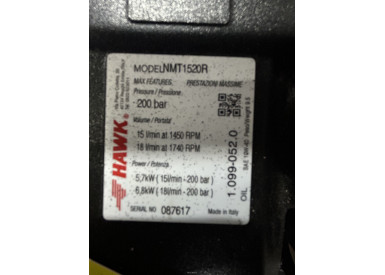 MODEL NMT1520R
MAX FEATURES: PRESTAZIONI MASSIME
Pressure / Pressione
200 bar
Volume / Portata
15 l/min at 1450 RPM
18 l/min at 1740 RPM
Power / Potenza
5,7kW ( 15l/min - 200 bar )
6,8kW ( 18l/min - 200 bar )
SERIAL NO 087617 Made in Italy
HAWK
1.099-052.0
OIL